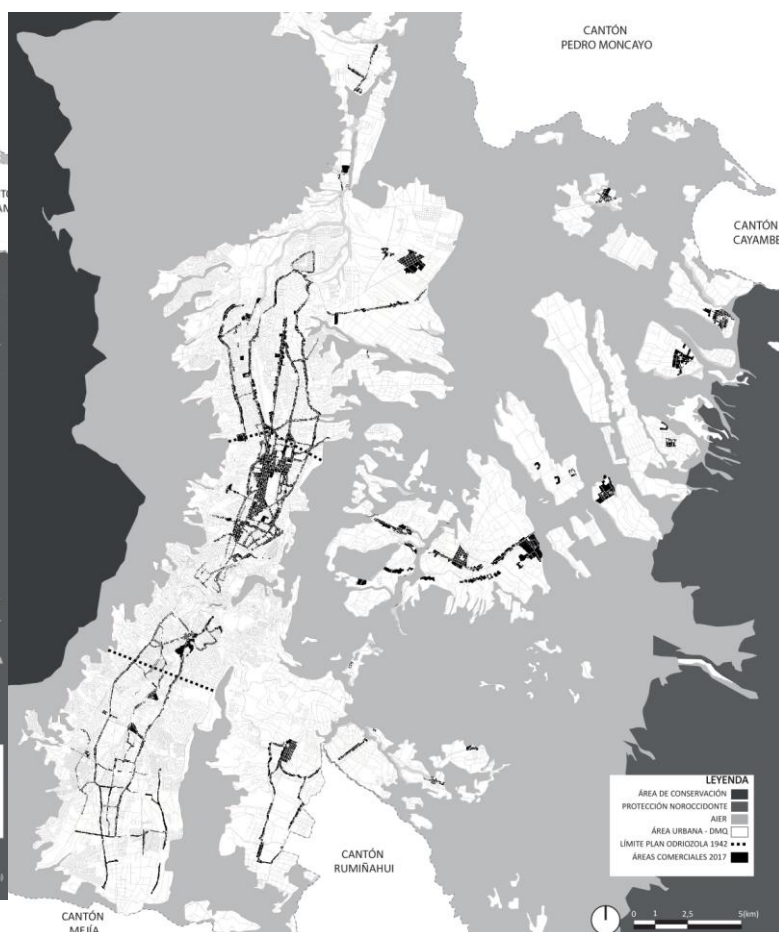 CANTÓN
PEDRO MONCAYO
CANTÓN
CAYAMBE
CANTÓN
RUMIÑAHUI
CANTÓN
MEJÍA
LEYENDA
ÁREA DE CONSERVACIÓN
PROTECCIÓN NOROCCIDONTE
AIER
ÁREA URBANA - DMQ
LÍMITE PLAN ODRIOZOLA 1942
ÁREAS COMERCIALES 2017
0 1 2,5 5(km)